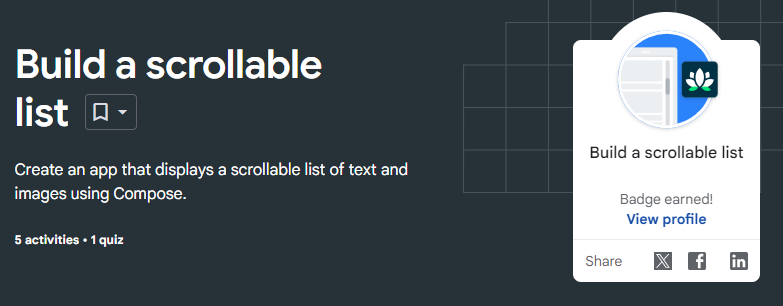 Build a scrollable
list
Create an app that displays a scrollable list of text and
images using Compose.
5 activities • 1 quiz
Build a scrollable list
Badge earned!
View profile
Share